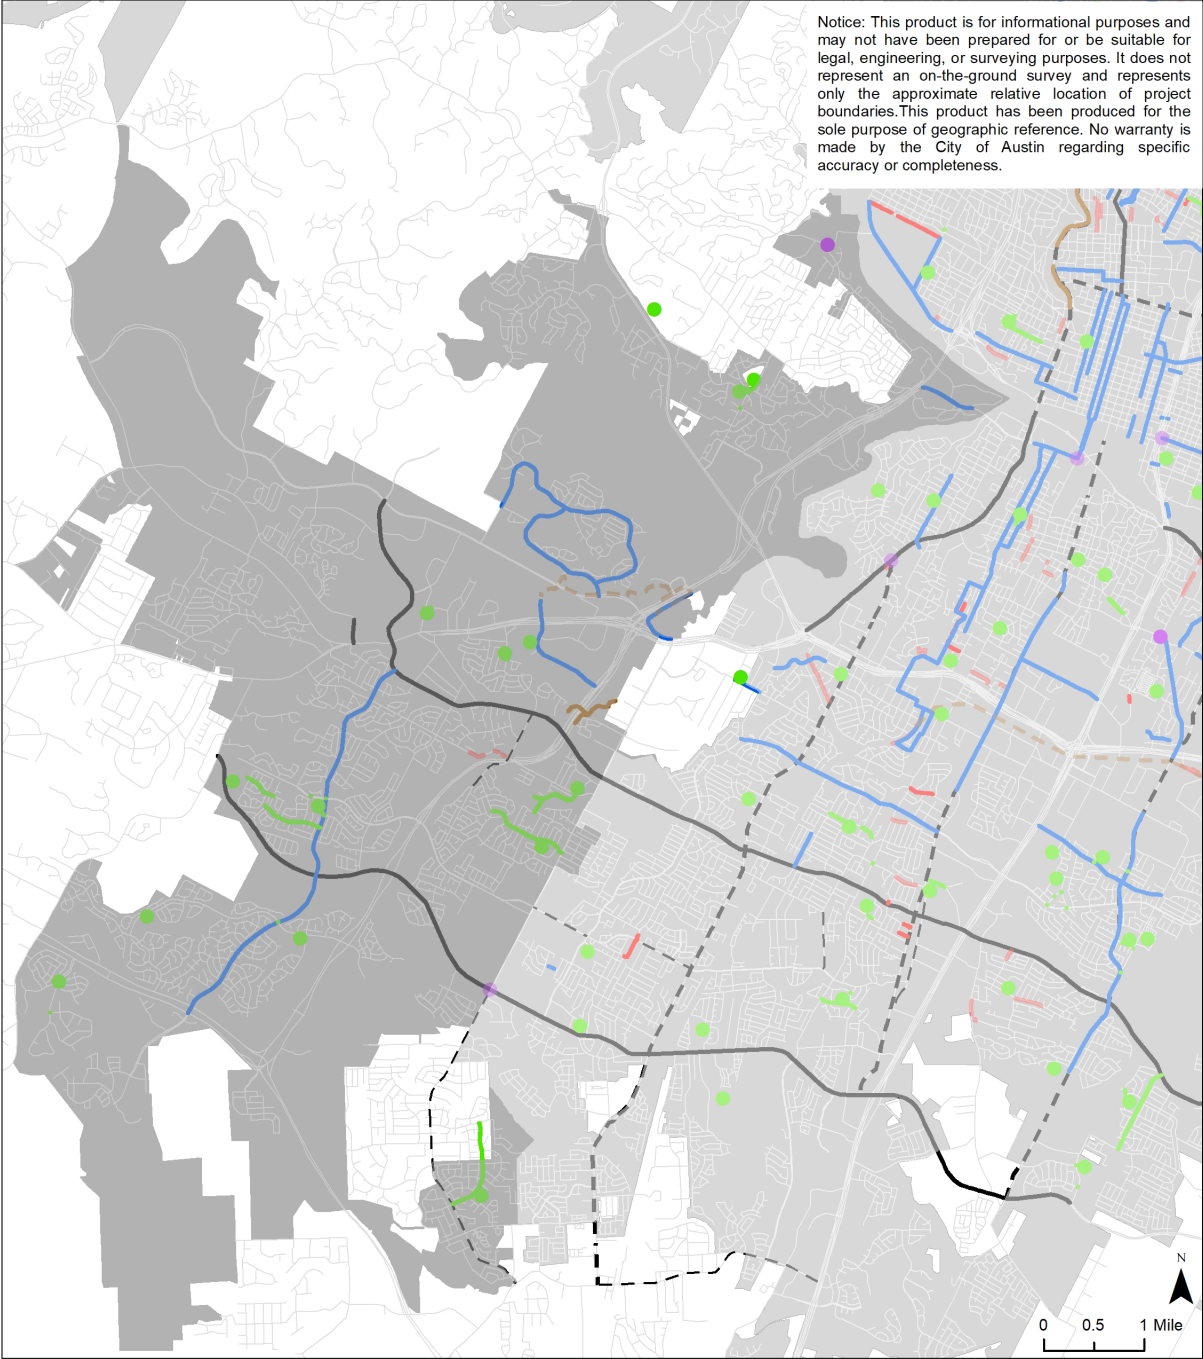 Notice: This product is for informational purposes and
may not have been prepared for or be suitable for
legal, engineering, or surveying purposes. It does not
represent an on-the-ground survey and represents
only the approximate relative location of project
boundaries.This product has been produced for the
sole purpose of geographic reference. No warranty is
made by the City of Austin regarding specific
accuracy or completeness.
N
0 0.5 1 Mile